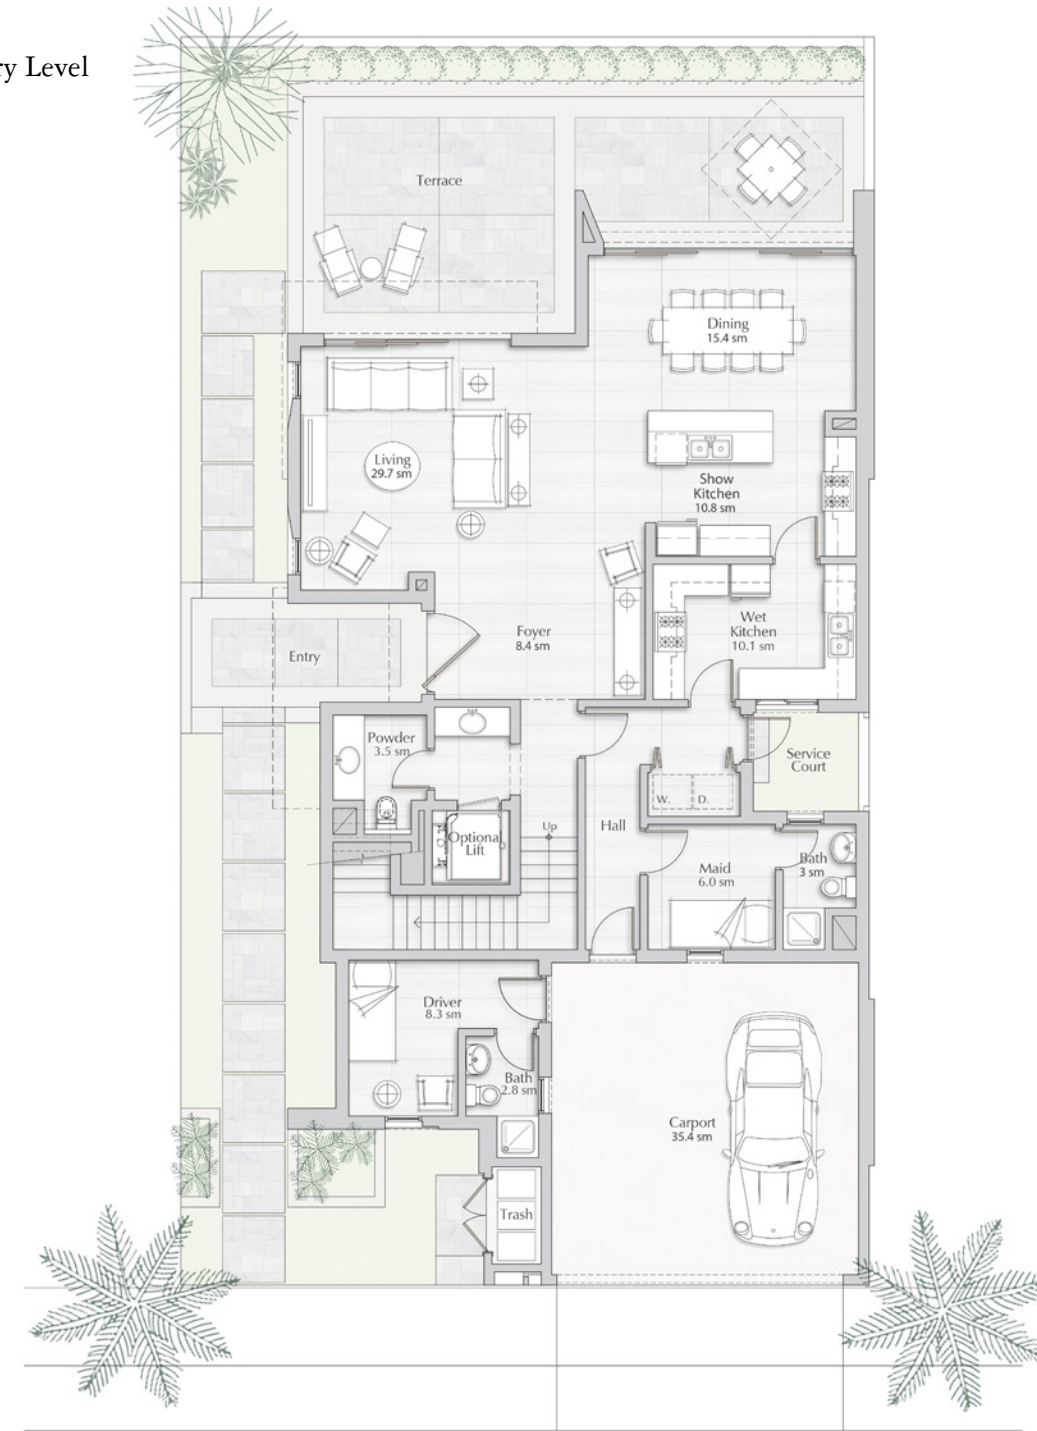 ry Level
Terrace
Dining
15.4 sm
Living
29.7 sm
Show
Kitchen
10.8 sm
Wet
Kitchen
10.1 sm
Foyer
8.4 sm
Entry
Powder
3.5 sm
Service
Court
W.
D.
Optional
Lift
Up
Hall
Maid
6.0 sm
Bath
3 sm
Driver
8.3 sm
Bath
2.8 sm
Carport
35.4 sm
Trash